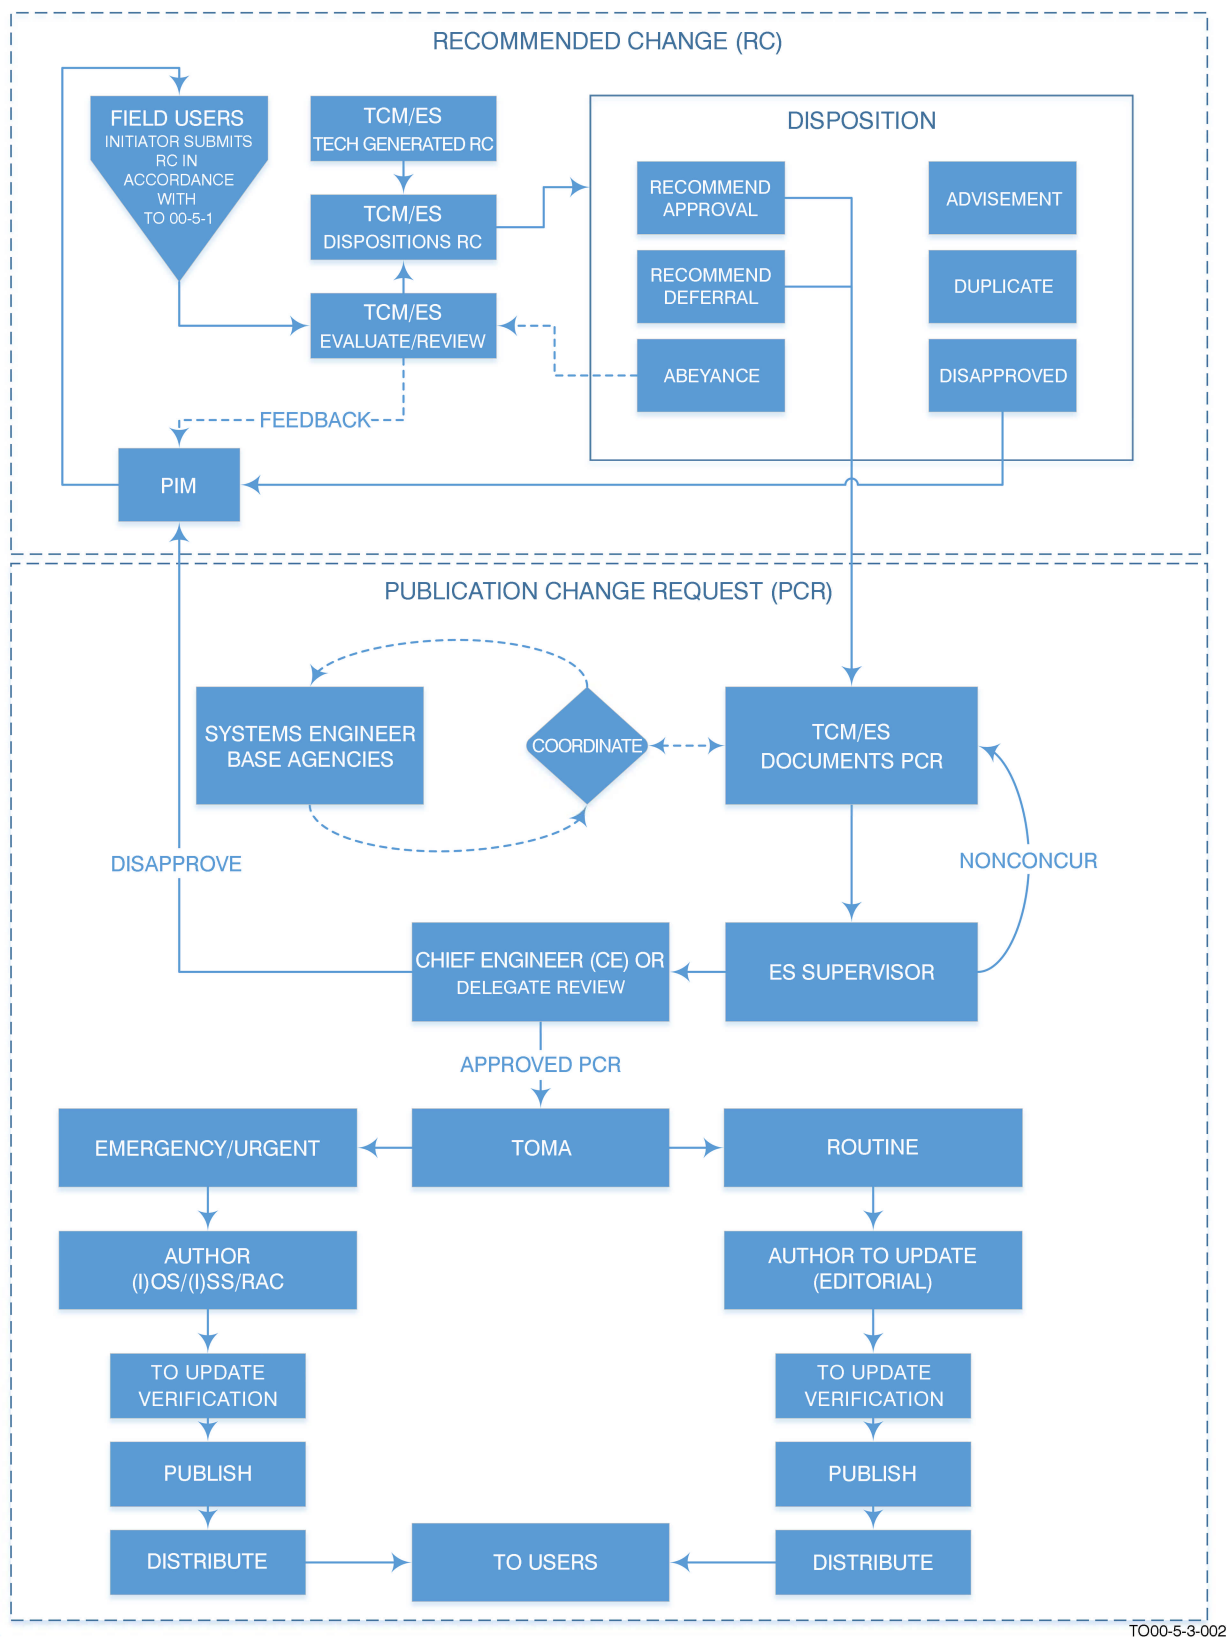 RECOMMENDED CHANGE (RC)
FIELD USERS
INITIATOR SUBMITS
RC IN
ACCORDANCE
WITH
TO 00-5-1
TCM/ES
TECH GENERATED RC
TCM/ES
DISPOSITIONS RC
TCM/ES
EVALUATE/REVIEW
FEEDBACK
PIM
DISPOSITION
RECOMMEND
APPROVAL
ADVISEMENT
RECOMMEND
DEFERRAL
DUPLICATE
ABEYANCE
DISAPPROVED
PUBLICATION CHANGE REQUEST (PCR)
SYSTEMS ENGINEER
BASE AGENCIES
COORDINATE
TCM/ES
DOCUMENTS PCR
DISAPPROVE
NONCONCUR
CHIEF ENGINEER (CE) OR
DELEGATE REVIEW
ES SUPERVISOR
APPROVED PCR
EMERGENCY/URGENT
TOMA
ROUTINE
AUTHOR
(I)OS/(I)SS/RAC
AUTHOR TO UPDATE
(EDITORIAL)
TO UPDATE
VERIFICATION
TO UPDATE
VERIFICATION
PUBLISH
PUBLISH
DISTRIBUTE
TO USERS
DISTRIBUTE
TO00-5-3-002